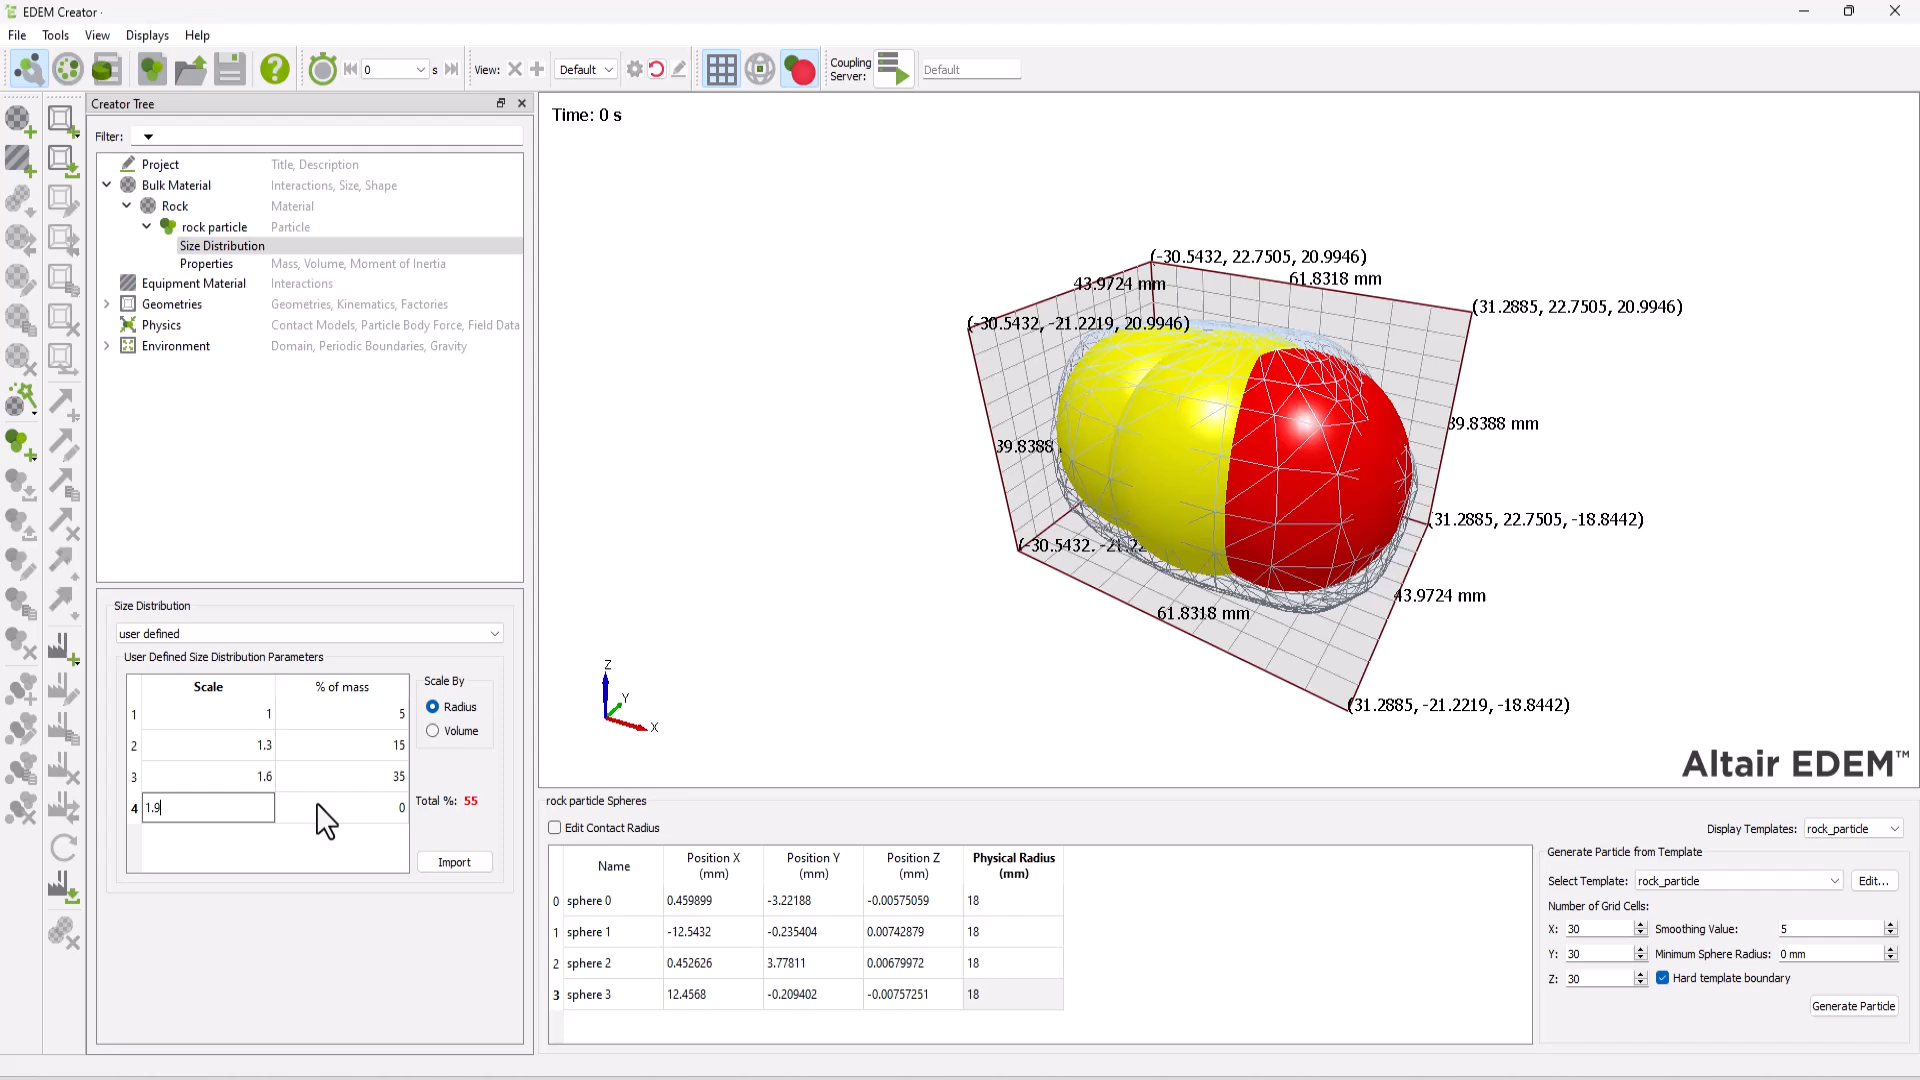 EDEM Creator -
File Tools View Displays Help
0 s View: Default Coupling Server: Default
Creator Tree
Filter:
Project Title, Description
Bulk Material Interactions, Size, Shape
Rock Material
rock particle Particle
Size Distribution
Properties Mass, Volume, Moment of Inertia
Equipment Material Interactions
Geometries Geometries, Kinematics, Factories
Physics Contact Models, Particle Body Force, Field Data
Environment Domain, Periodic Boundaries, Gravity
Size Distribution
user defined
User Defined Size Distribution Parameters
Scale % of mass
1 1 5
2 1.3 15
3 1.6 35
4 1.9 0
Scale By
Radius
Volume
Total %: 55
Import
Time: 0 s
(-30.5432, 22.7505, 20.9946)
43.9724 mm
61.8318 mm
(31.2885, 22.7505, 20.9946)
(-30.5432, -21.2219, 20.9946)
39.8388 mm
39.8388
(31.2885, 22.7505, -18.8442)
(-30.5432, -21.22
43.9724 mm
61.8318 mm
(31.2885, -21.2219, -18.8442)
Z
Y
X
Altair EDEM™
rock particle Spheres
Edit Contact Radius
Name Position X (mm) Position Y (mm) Position Z (mm) Physical Radius (mm)
0 sphere 0 0.459899 -3.22188 -0.00575059 18
1 sphere 1 -12.5432 -0.235404 0.00742879 18
2 sphere 2 0.452626 3.77811 0.00679972 18
3 sphere 3 12.4568 -0.209402 -0.00757251 18
Display Templates: rock_particle
Generate Particle from Template
Select Template: rock_particle Edit...
Number of Grid Cells:
X: 30 Smoothing Value: 5
Y: 30 Minimum Sphere Radius: 0 mm
Z: 30 Hard template boundary
Generate Particle